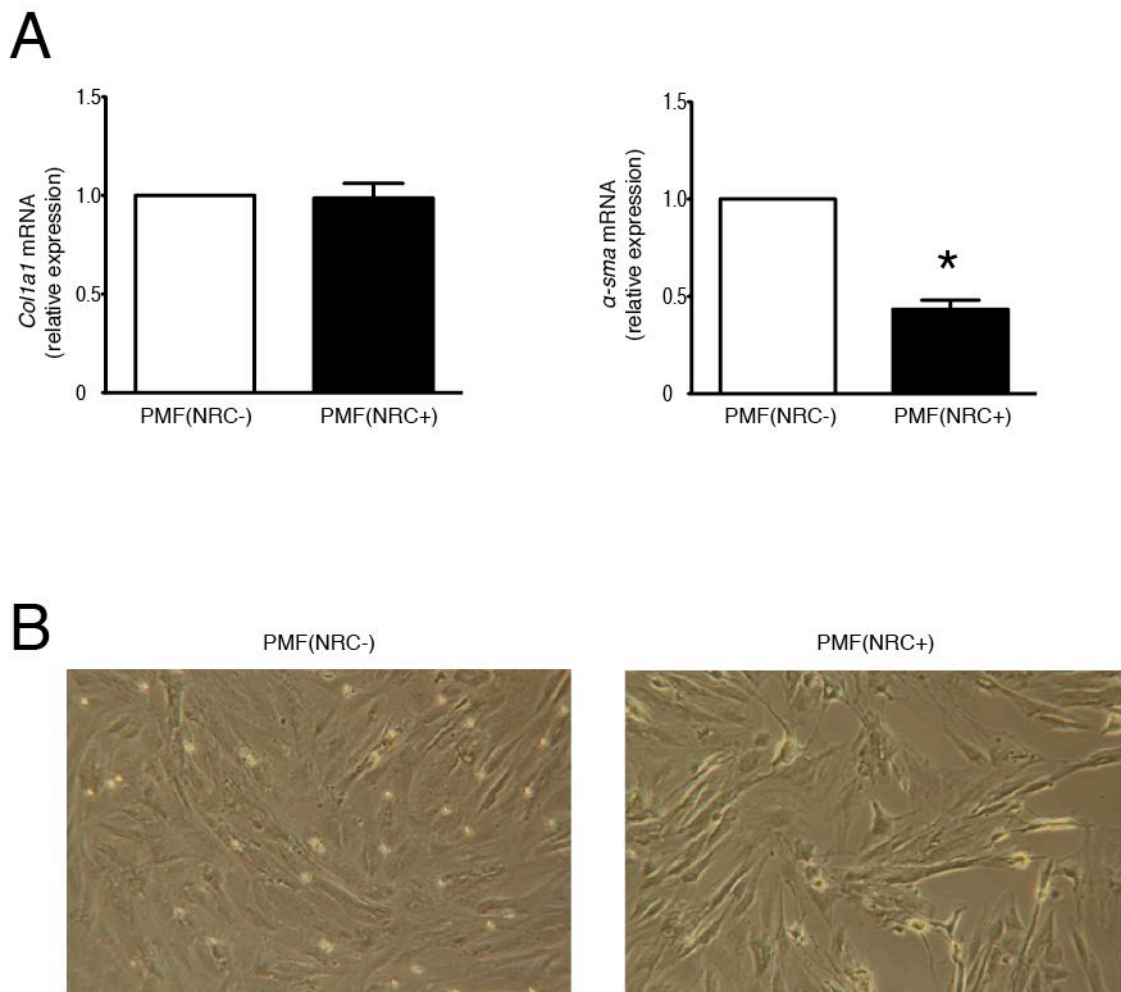 A
1.5
1.0
0.5
0
Col1a1 mRNA
(relative expression)
PMF(NRC-)
PMF(NRC+)
1.5
1.0
0.5
0
α-sma mRNA
(relative expression)
*
PMF(NRC-)
PMF(NRC+)
B
PMF(NRC-)
PMF(NRC+)